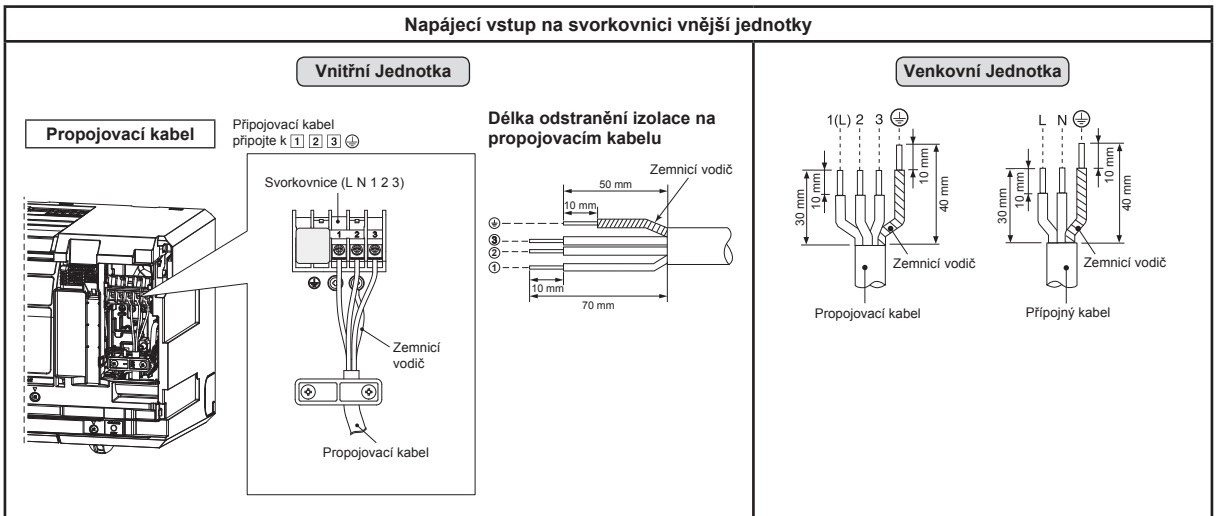 Napájecí vstup na svorkovnici vnější jednotky
Vnitřní Jednotka
Propojovací kabel
Připojovací kabel
připojte k 1 2 3 ⏚
Svorkovnice (L N 1 2 3)
1 2 3
Zemnicí
vodič
Propojovací kabel
Délka odstranění izolace na
propojovacím kabelu
Zemnicí vodič
50 mm
10 mm
③
②
①
10 mm
70 mm
Venkovní Jednotka
1(L) 2 3 ⏚
30 mm
10 mm
10 mm
40 mm
Zemnicí vodič
Propojovací kabel
L N ⏚
30 mm
10 mm
10 mm
40 mm
Zemnicí vodič
Přípojný kabel